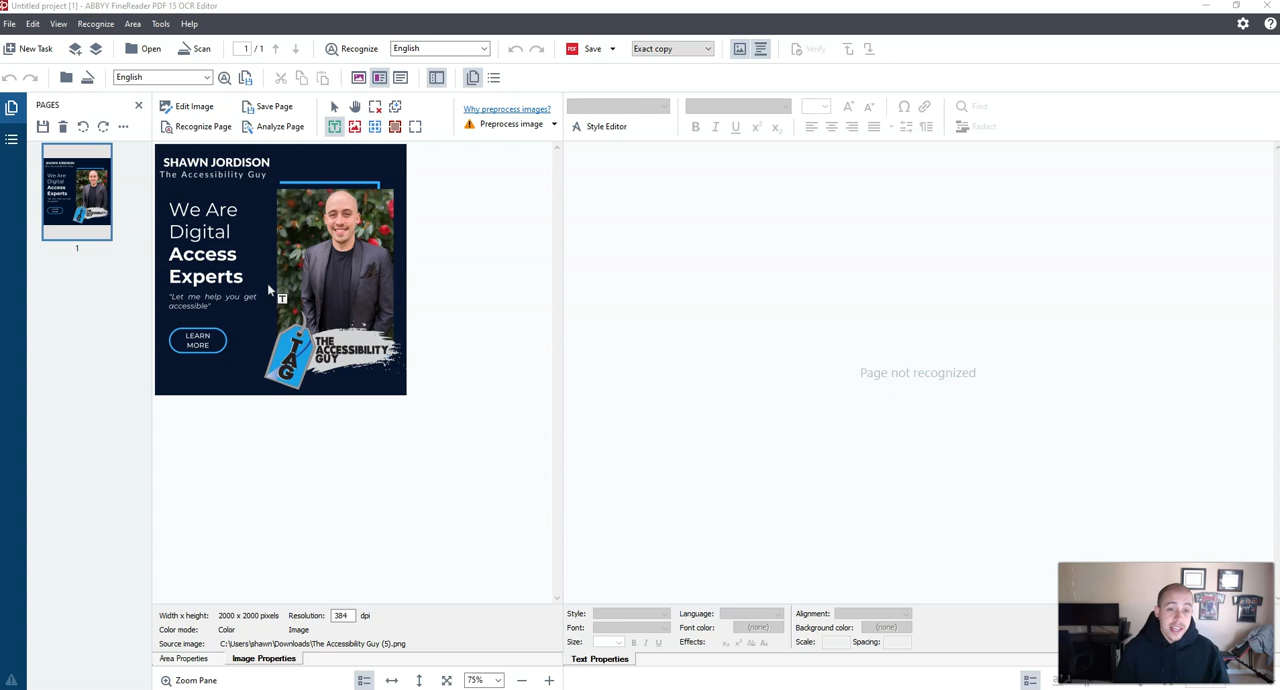 Untitled project [1] - ABBYY FineReader PDF 15 OCR Editor
File Edit View Recognize Area Tools Help
New Task Open Scan 1 / 1 Recognize English Save Exact copy Verify
English
PAGES
Edit Image Save Page
Recognize Page Analyze Page
Why preprocess images?
Preprocess image
Style Editor
B I U X² X₂
Find
Redact
1
SHAWN JORDISON
The Accessibility Guy
We Are
Digital
Access
Experts
"Let me help you get
accessible"
LEARN
MORE
TAG
THE
ACCESSIBILITY
GUY
T
Page not recognized
Width x height: 2000 x 2000 pixels Resolution: 384 dpi
Color mode: Color Image
Source image: C:\Users\shawn\Downloads\The Accessibility Guy (5).png
Area Properties Image Properties
Zoom Pane 75%
Style: Language: Alignment:
Font: Font color: (none) Background color: (none)
Size: B I U Effects: Scale: Spacing:
Text Properties